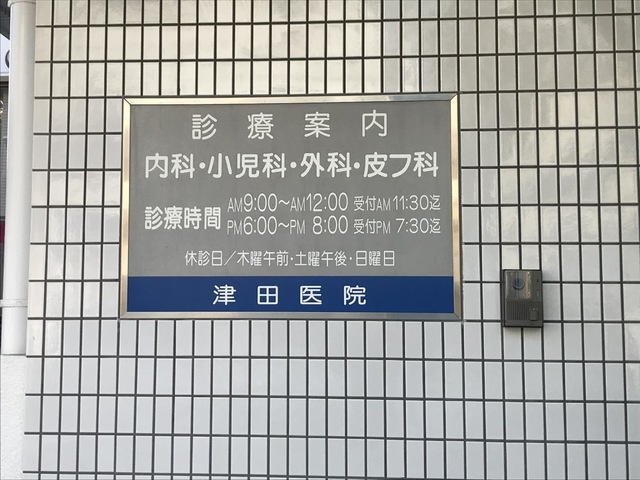 診療案内
内科・小児科・外科・皮フ科
診療時間 AM9:00〜AM12:00 受付AM11:30迄
PM6:00〜PM 8:00 受付PM 7:30迄
休診日/木曜午前・土曜午後・日曜日
津田医院